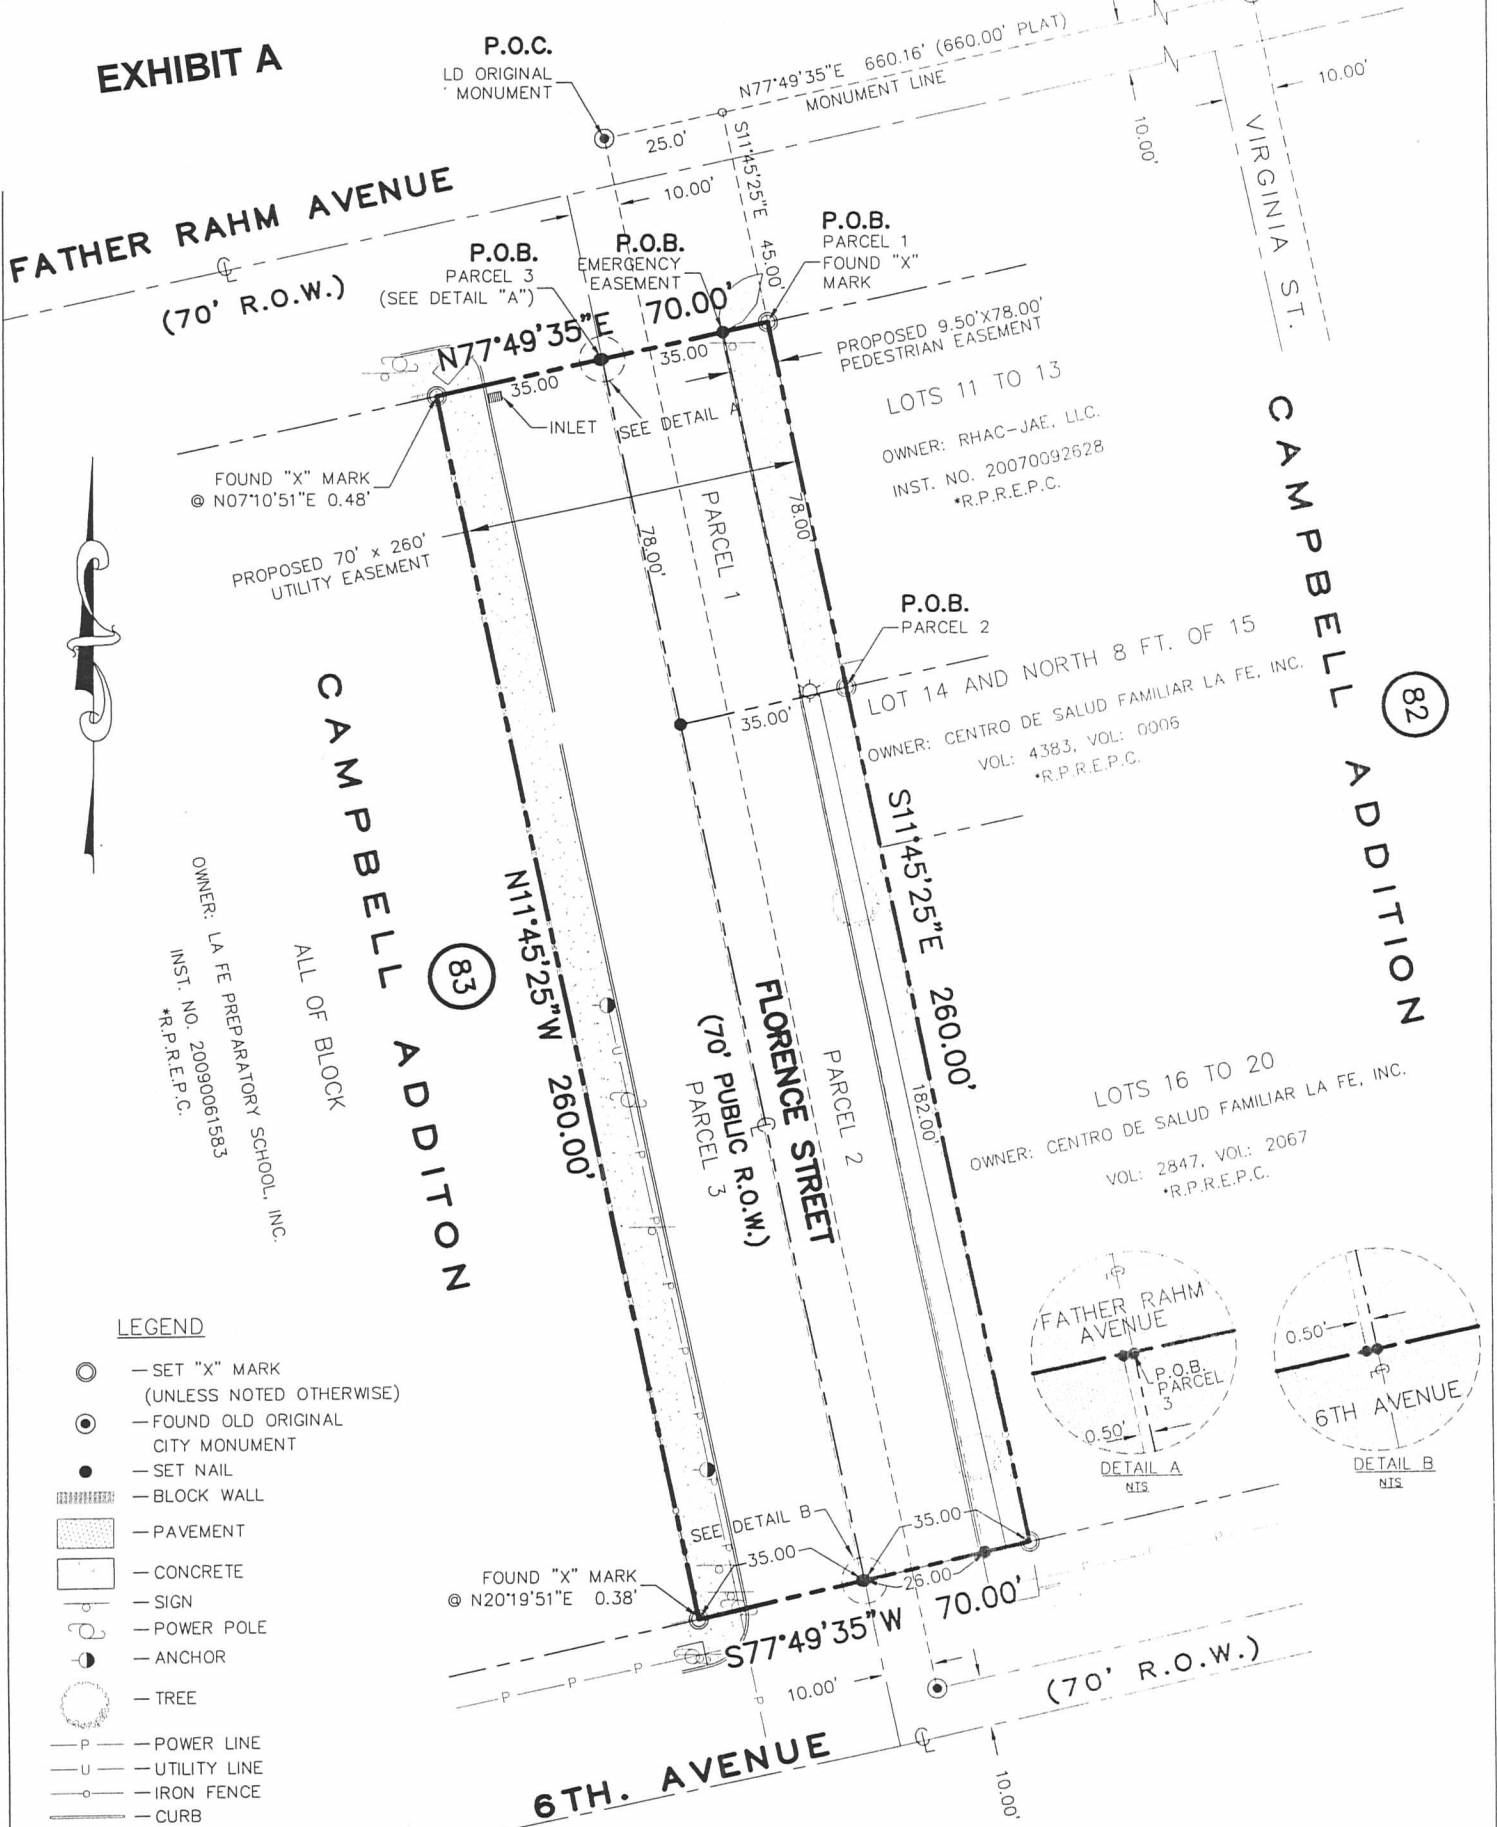 EXHIBIT A
P.O.C.
LD ORIGINAL
MONUMENT
N77°49'35"E 660.16' (660.00' PLAT)
MONUMENT LINE
25.0'
10.00'
S11°45'25"E 45.00'
10.00'
10.00'
VIRGINIA ST.
FATHER RAHM AVENUE
(70' R.O.W.)
P.O.B.
PARCEL 3
(SEE DETAIL "A")
P.O.B.
EMERGENCY
EASEMENT
P.O.B.
PARCEL 1
FOUND "X"
MARK
N77°49'35"E 70.00'
35.00
35.00
INLET
SEE DETAIL A
PROPOSED 9.50'X78.00'
PEDESTRIAN EASEMENT
LOTS 11 TO 13
OWNER: RHAC-JAE, LLC.
INST. NO. 20070092628
*R.P.R.E.P.C.
FOUND "X" MARK
@ N07°10'51"E 0.48'
PROPOSED 70' x 260'
UTILITY EASEMENT
PARCEL 1
78.00'
78.00
P.O.B.
PARCEL 2
35.00'
LOT 14 AND NORTH 8 FT. OF 15
OWNER: CENTRO DE SALUD FAMILIAR LA FE, INC.
VOL: 4383, VOL: 0006
*R.P.R.E.P.C.
CAMPBELL ADDITION
82
CAMPBELL ADDITON
83
ALL OF BLOCK
OWNER: LA FE PREPARATORY SCHOOL, INC.
INST. NO. 20090061583
*R.P.R.E.P.C.
N11°45'25"W 260.00'
S11°45'25"E 260.00'
182.00'
FLORENCE STREET
(70' PUBLIC R.O.W.)
PARCEL 3
PARCEL 2
U
P
P
P
P
P
LOTS 16 TO 20
OWNER: CENTRO DE SALUD FAMILIAR LA FE, INC.
VOL: 2847, VOL: 2067
*R.P.R.E.P.C.
FATHER RAHM
AVENUE
P.O.B.
PARCEL
3
0.50'
DETAIL A
NTS
0.50'
6TH AVENUE
DETAIL B
NTS
LEGEND
SET "X" MARK
(UNLESS NOTED OTHERWISE)
FOUND OLD ORIGINAL
CITY MONUMENT
SET NAIL
BLOCK WALL
PAVEMENT
CONCRETE
SIGN
POWER POLE
ANCHOR
TREE
P POWER LINE
U UTILITY LINE
IRON FENCE
CURB
SEE DETAIL B
35.00
35.00
26.00
FOUND "X" MARK
@ N20°19'51"E 0.38'
S77°49'35"W 70.00'
P P P
P
10.00'
(70' R.O.W.)
6TH. AVENUE
10.00'